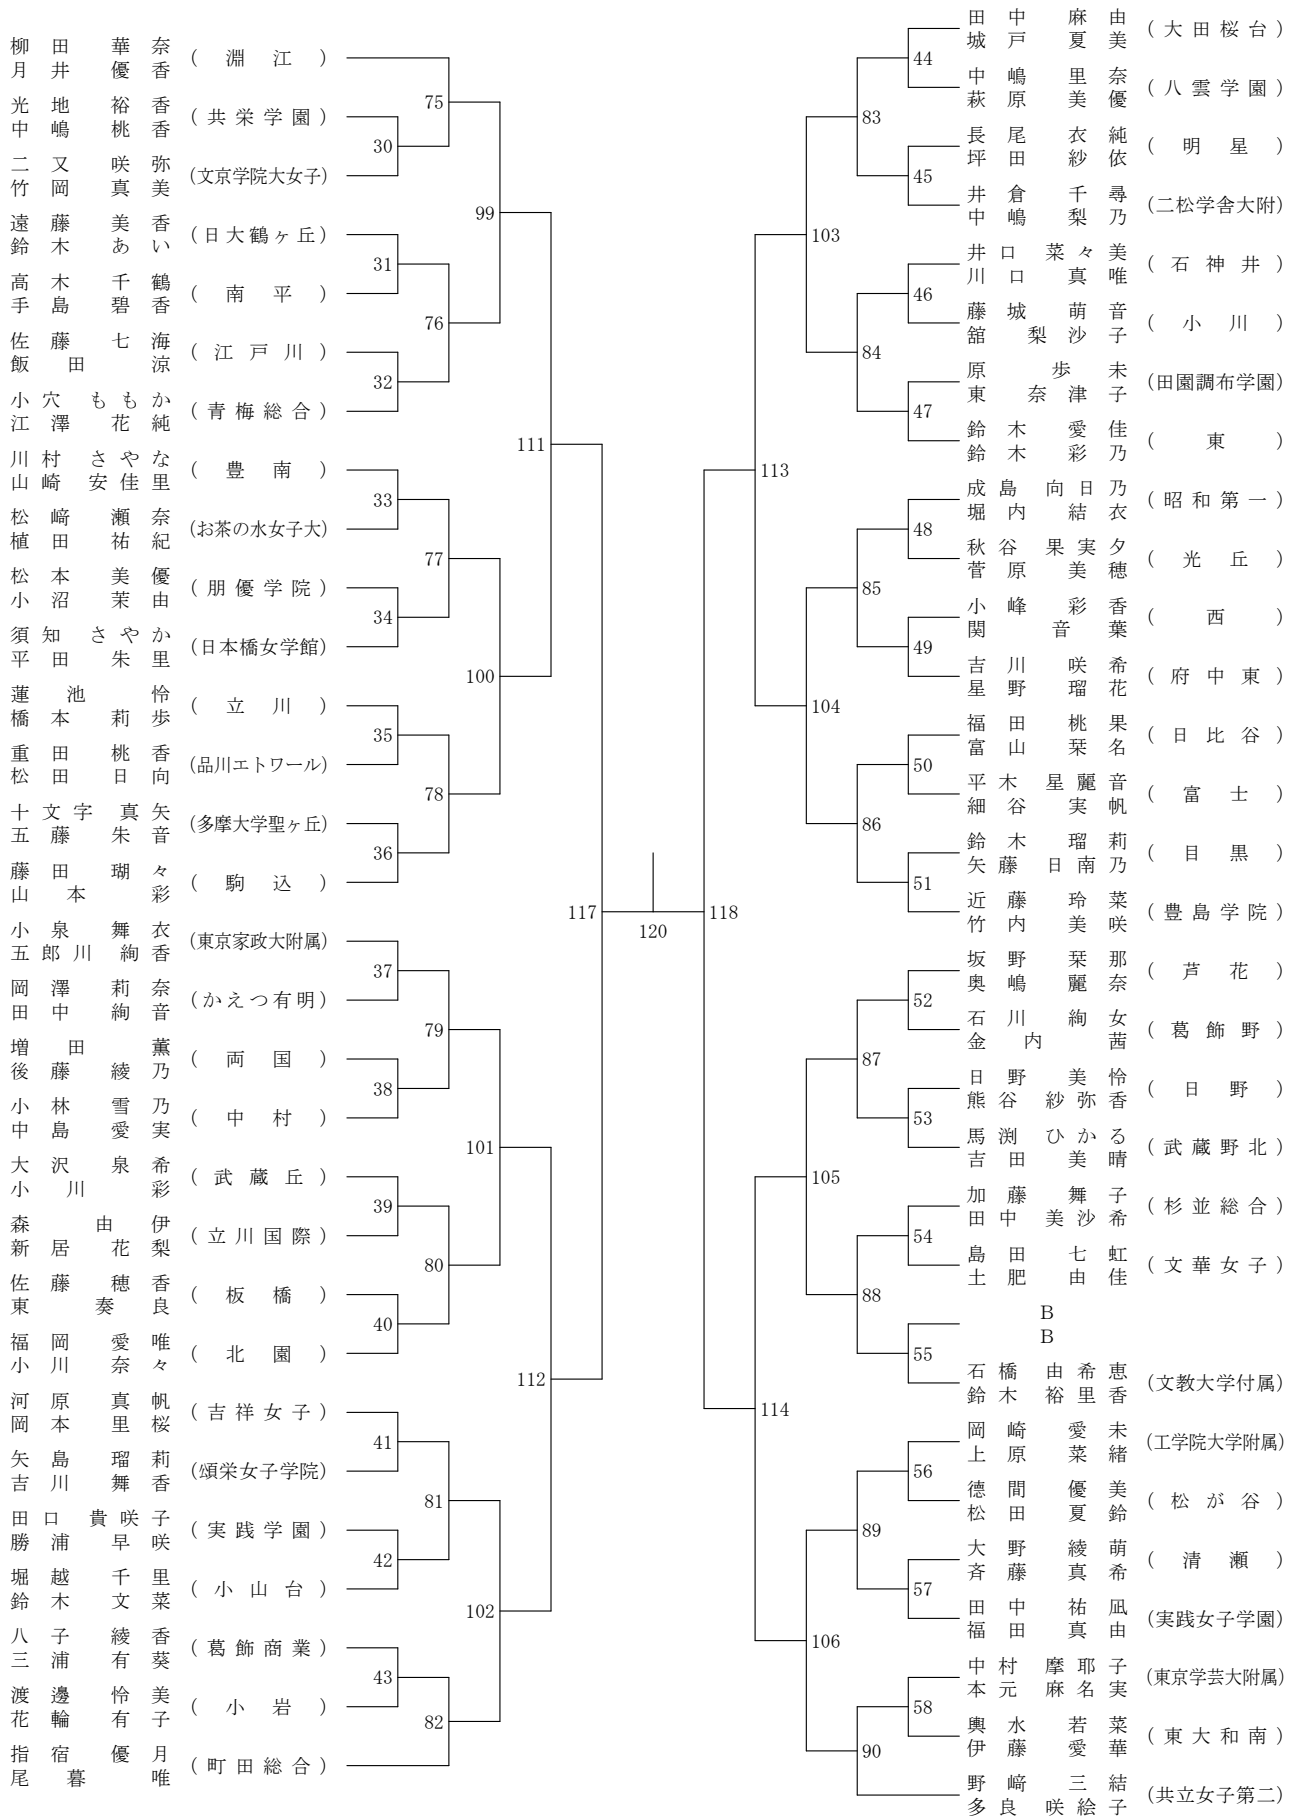 柳田 華奈
月井 優香
(淵江)
光地 裕香
中嶋 桃香
(共栄学園)
二又 咲弥
竹岡 真美
(文京学院大女子)
遠藤 美香
鈴木 あい
(日大鶴ヶ丘)
高木 千鶴
手島 碧香
(南平)
佐藤 七海
飯田 涼
(江戸川)
小穴 ももか
江澤 花純
(青梅総合)
川村 さやな
山崎 安佳里
(豊南)
松﨑 瀬奈
植田 祐紀
(お茶の水女子大)
松本 美優
小沼 茉由
(朋優学院)
須知 さやか
平田 朱里
(日本橋女学館)
蓮池 怜
橋本 莉歩
(立川)
重田 桃香
松田 日向
(品川エトワール)
十文字 真矢
五藤 朱音
(多摩大学聖ヶ丘)
藤田 瑚々
山本 彩
(駒込)
小泉 舞衣
五郎川 絢香
(東京家政大附属)
岡澤 莉奈
田中 絢音
(かえつ有明)
増田 薫
後藤 綾乃
(両国)
小林 雪乃
中島 愛実
(中村)
大沢 泉希
小川 彩
(武蔵丘)
森 由伊
新居 花梨
(立川国際)
佐藤 穂香
東 奏良
(板橋)
福岡 愛唯
小川 奈々
(北園)
河原 真帆
岡本 里桜
(吉祥女子)
矢島 瑠莉
吉川 舞香
(頌栄女子学院)
田口 貴咲子
勝浦 早咲
(実践学園)
堀越 千里
鈴木 文菜
(小山台)
八子 綾香
三浦 有葵
(葛飾商業)
渡邊 怜美
花輪 有子
(小岩)
指宿 優月
尾暮 唯
(町田総合)
30
31
32
33
34
35
36
37
38
39
40
41
42
43
75
76
77
78
79
80
81
82
99
100
101
102
111
112
117
120
118
113
114
103
104
105
106
83
84
85
86
87
88
89
90
44
45
46
47
48
49
50
51
52
53
54
55
56
57
58
田中 麻由
城戸 夏美
(大田桜台)
中嶋 里奈
萩原 美優
(八雲学園)
長尾 衣純
坪田 紗依
(明星)
井倉 千尋
中嶋 梨乃
(二松学舎大附)
井口 菜々美
川口 真唯
(石神井)
藤城 萌音
舘 梨沙子
(小川)
原 歩未
東 奈津子
(田園調布学園)
鈴木 愛佳
鈴木 彩乃
(東)
成島 向日乃
堀内 結衣
(昭和第一)
秋谷 果実夕
菅原 美穂
(光丘)
小峰 彩香
関 音葉
(西)
吉川 咲希
星野 瑠花
(府中東)
福田 桃果
富山 栞名
(日比谷)
平木 星麗音
細谷 実帆
(富士)
鈴木 瑠莉
矢藤 日南乃
(目黒)
近藤 玲菜
竹内 美咲
(豊島学院)
坂野 栞那
奥嶋 麗奈
(芦花)
石川 絢女
金内 茜
(葛飾野)
日野 美怜
熊谷 紗弥香
(日野)
馬渕 ひかる
吉田 美晴
(武蔵野北)
加藤 舞子
田中 美沙希
(杉並総合)
島田 七虹
土肥 由佳
(文華女子)
B
B
石橋 由希恵
鈴木 裕里香
(文教大学付属)
岡崎 愛未
上原 菜緒
(工学院大学附属)
德間 優美
松田 夏鈴
(松が谷)
大野 綾萌
斉藤 真希
(清瀬)
田中 祐凪
福田 真由
(実践女子学園)
中村 摩耶子
本元 麻名実
(東京学芸大附属)
輿水 若菜
伊藤 愛華
(東大和南)
野﨑 三結
多良 咲絵子
(共立女子第二)